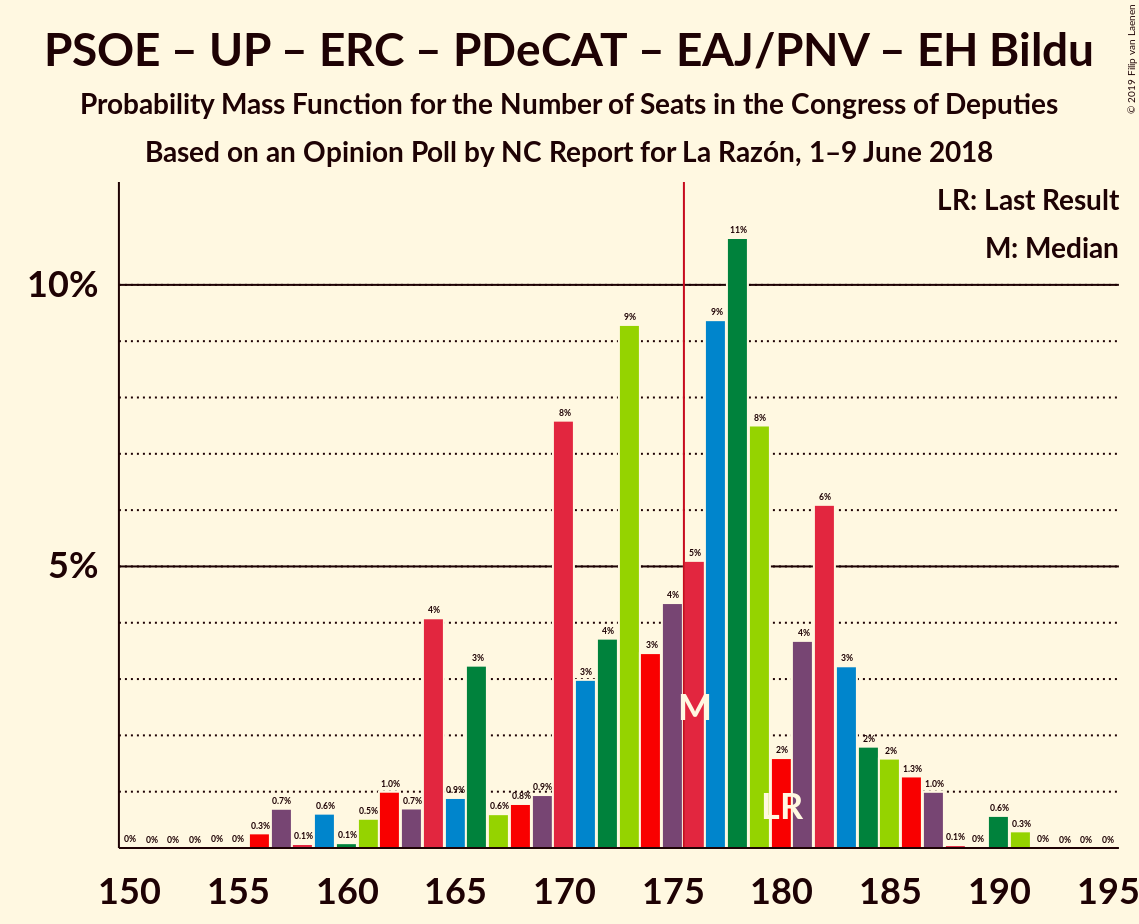 PSOE – UP – ERC – PDeCAT – EAJ/PNV – EH Bildu
Probability Mass Function for the Number of Seats in the Congress of Deputies
Based on an Opinion Poll by NC Report for La Razón, 1–9 June 2018
© 2019 Filip van Laenen
LR: Last Result
M: Median
10%
5%
0% 0% 0% 0% 0% 0% 0.3% 0.7% 0.1% 0.6% 0.1% 0.5% 1.0% 0.7% 4% 0.9% 3% 0.6% 0.8% 0.9% 8% 3% 4% 9% 3% 4% 5% 9% 11% 8% 2% 4% 6% 3% 2% 2% 1.3% 1.0% 0.1% 0% 0.6% 0.3% 0% 0% 0% 0%
M
LR
150 155 160 165 170 175 180 185 190 195